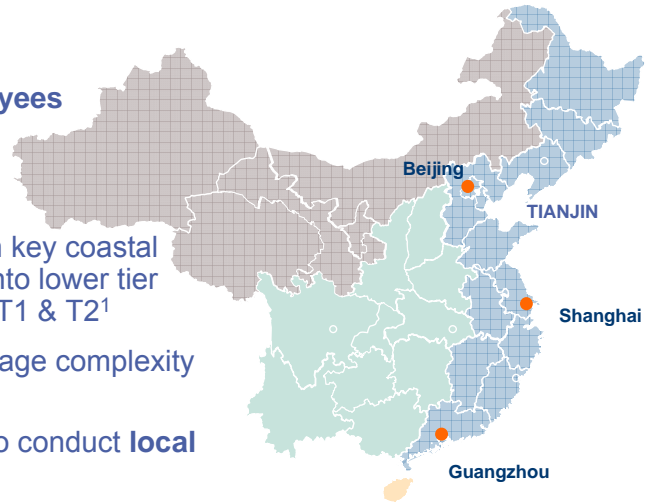 yees
Beijing
TIANJIN
key coastal
nto lower tier
T1 & T2¹
Shanghai
age complexity
o conduct local
Guangzhou